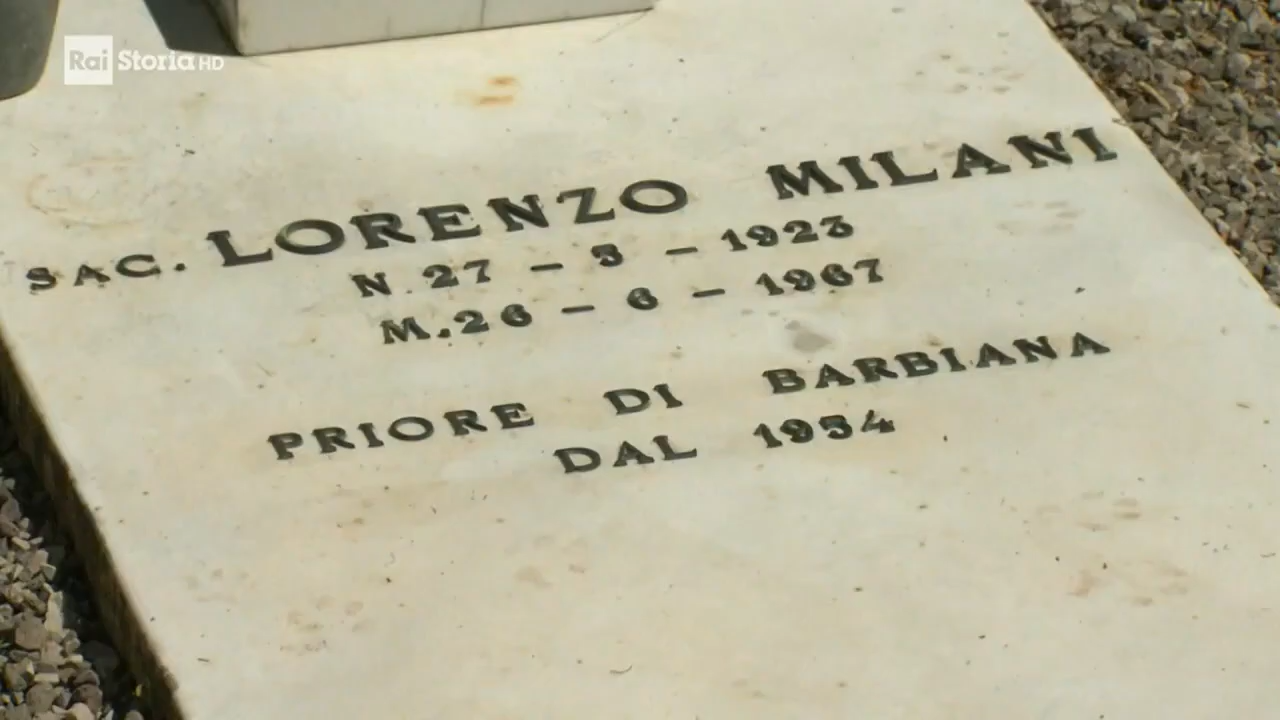 Rai Storia HD
SAC. LORENZO MILANI
N. 27 - 5 - 1923
M. 26 - 6 - 1967
PRIORE DI BARBIANA
DAL 1954